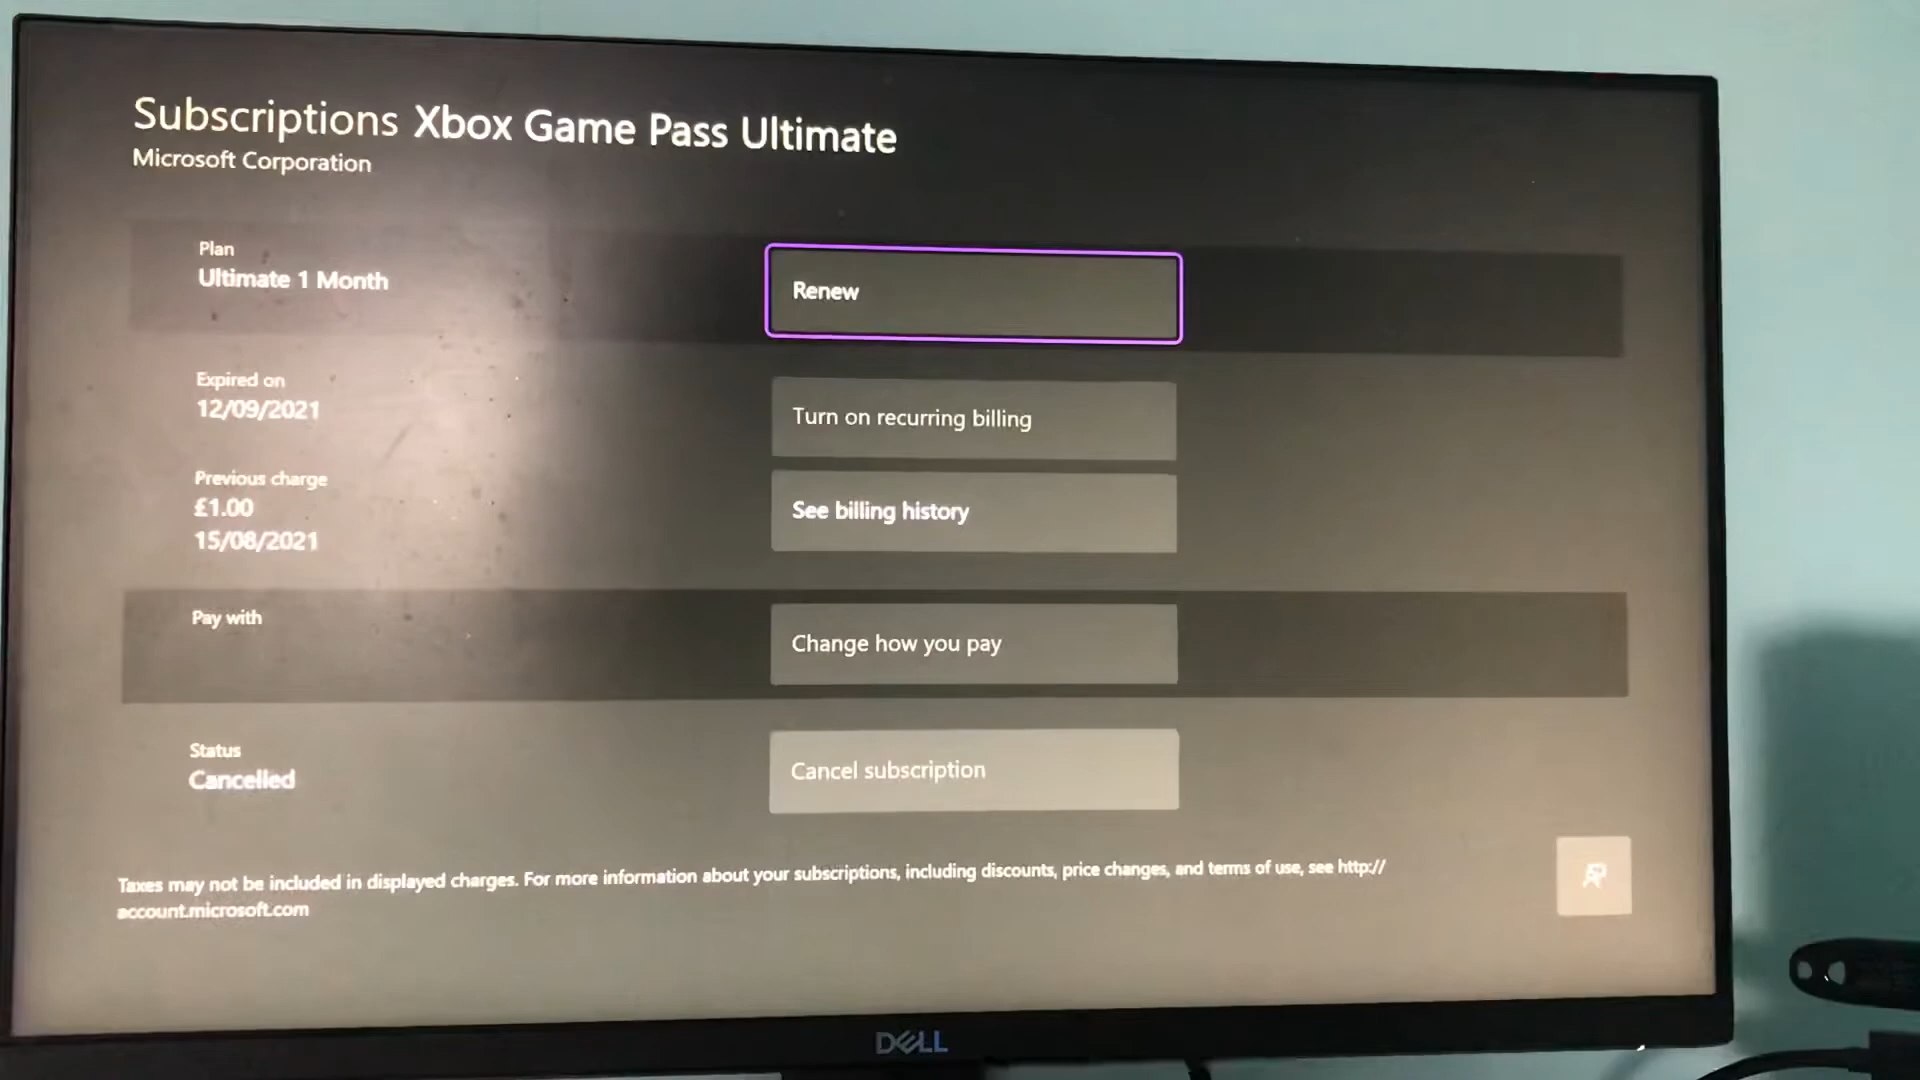 Subscriptions Xbox Game Pass Ultimate
Microsoft Corporation
Plan
Ultimate 1 Month
Renew
Expired on
12/09/2021
Turn on recurring billing
Previous charge
£1.00
15/08/2021
See billing history
Pay with
Change how you pay
Status
Cancelled
Cancel subscription
Taxes may not be included in displayed charges. For more information about your subscriptions, including discounts, price changes, and terms of use, see http://
account.microsoft.com
DELL